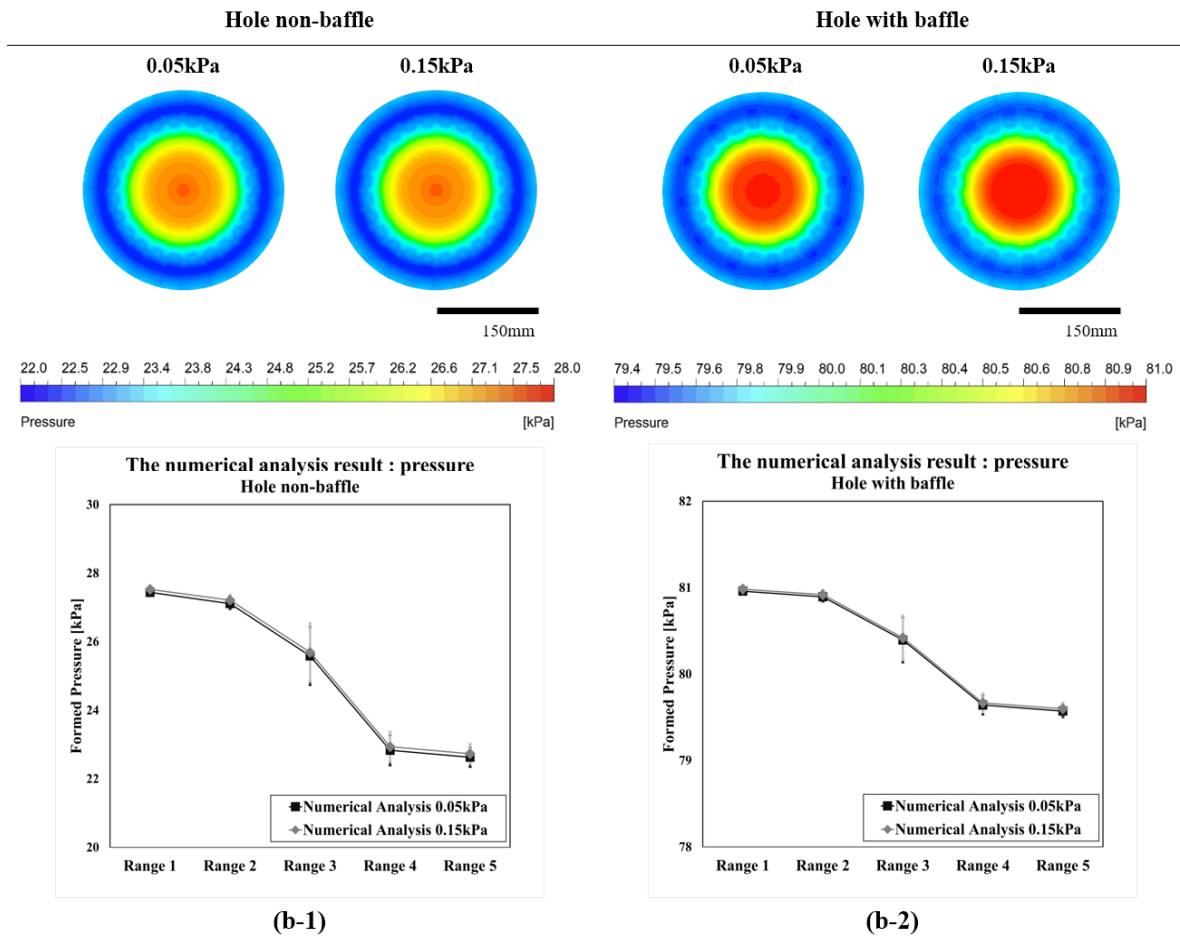 Hole non-baffle
Hole with baffle
0.05kPa
0.15kPa
0.05kPa
0.15kPa
150mm
150mm
22.0 22.5 22.9 23.4 23.8 24.3 24.8 25.2 25.7 26.2 26.6 27.1 27.5 28.0
Pressure [kPa]
79.4 79.5 79.6 79.8 79.9 80.0 80.1 80.3 80.4 80.5 80.6 80.8 80.9 81.0
Pressure [kPa]
The numerical analysis result : pressure
Hole non-baffle
Formed Pressure [kPa]
30
28
26
24
22
20
Numerical Analysis 0.05kPa
Numerical Analysis 0.15kPa
Range 1 Range 2 Range 3 Range 4 Range 5
(b-1)
The numerical analysis result : pressure
Hole with baffle
Formed Pressure [kPa]
82
81
80
79
78
Numerical Analysis 0.05kPa
Numerical Analysis 0.15kPa
Range 1 Range 2 Range 3 Range 4 Range 5
(b-2)